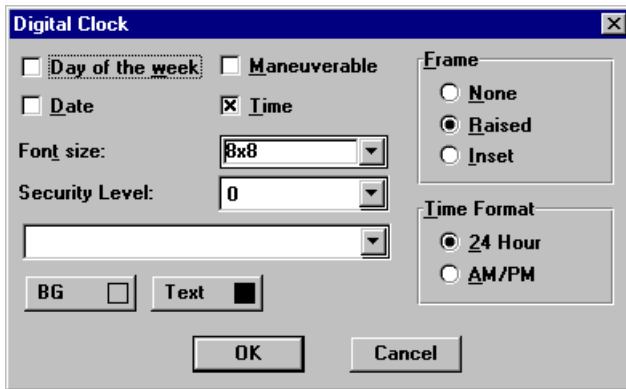 Digital Clock
Day of the week
Maneuverable
Date
Time
Font size:
8x8
Security Level:
0
BG
Text
Frame
None
Raised
Inset
Time Format
24 Hour
AM/PM
OK
Cancel